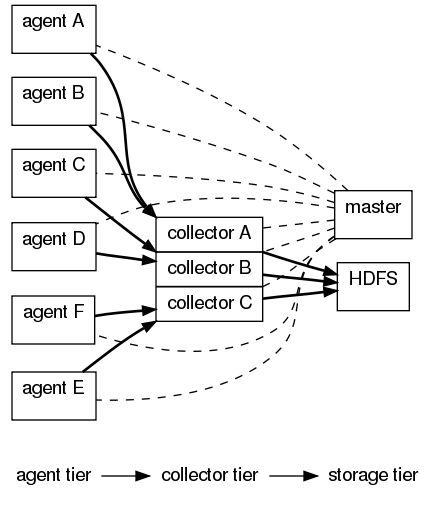 agent A
agent B
agent C
agent D
agent F
agent E
collector A
collector B
collector C
master
HDFS
agent tier
collector tier
storage tier